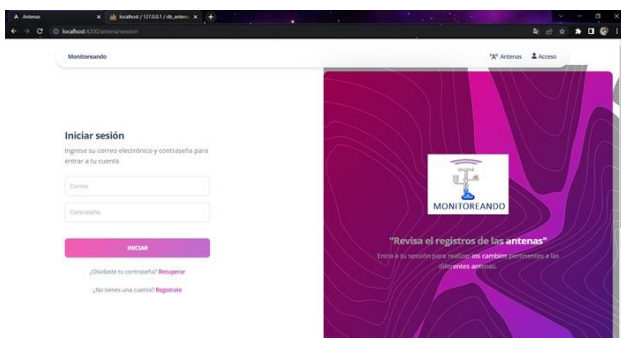 Antenas
localhost / 127.0.0.1 / db_antena
localhost:4200/antena/session
Monitoreando
Antenas
Acceso
Iniciar sesión
Ingrese su correo electrónico y contraseña para
entrar a tu cuenta
Correo
Contraseña
INICIAR
¿Olvidaste tu contraseña? Recuperar
¿No tienes una cuenta? Registrate
MONITOREANDO
"Revisa el registros de las antenas"
Entra a tu sessión para realizar los cambios pertinentes a las
diferentes antenas.